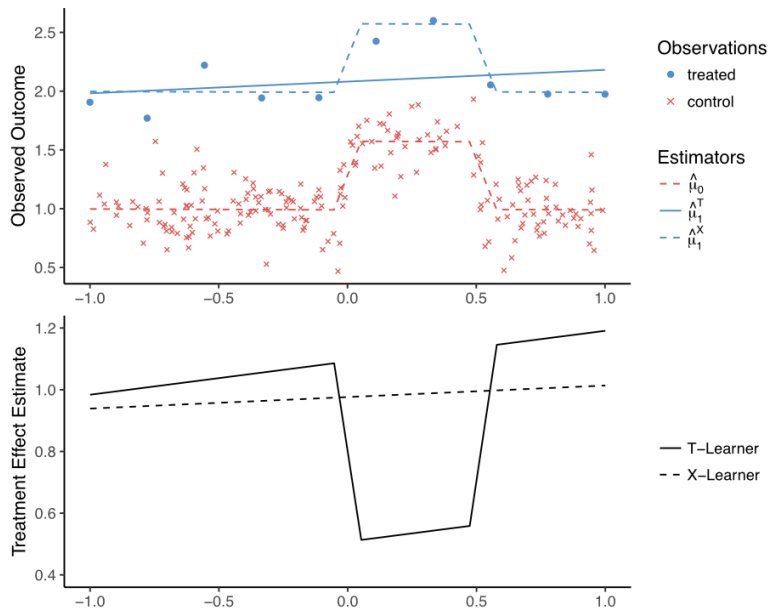 Observed Outcome
2.5
2.0
1.5
1.0
0.5
−1.0 −0.5 0.0 0.5 1.0
Observations
treated
control
Estimators
μ̂₀
μ̂₁ᵀ
μ̂₁ˣ
Treatment Effect Estimate
1.2
1.0
0.8
0.6
0.4
−1.0 −0.5 0.0 0.5 1.0
T−Learner
X−Learner